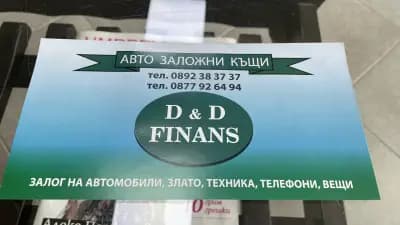 АВТО ЗАЛОЖНИ КЪЩИ
тел. 0892 38 37 37
тел. 0877 92 64 94
D & D
FINANS
ЗАЛОГ НА АВТОМОБИЛИ, ЗЛАТО, ТЕХНИКА, ТЕЛЕФОНИ, ВЕЩИ